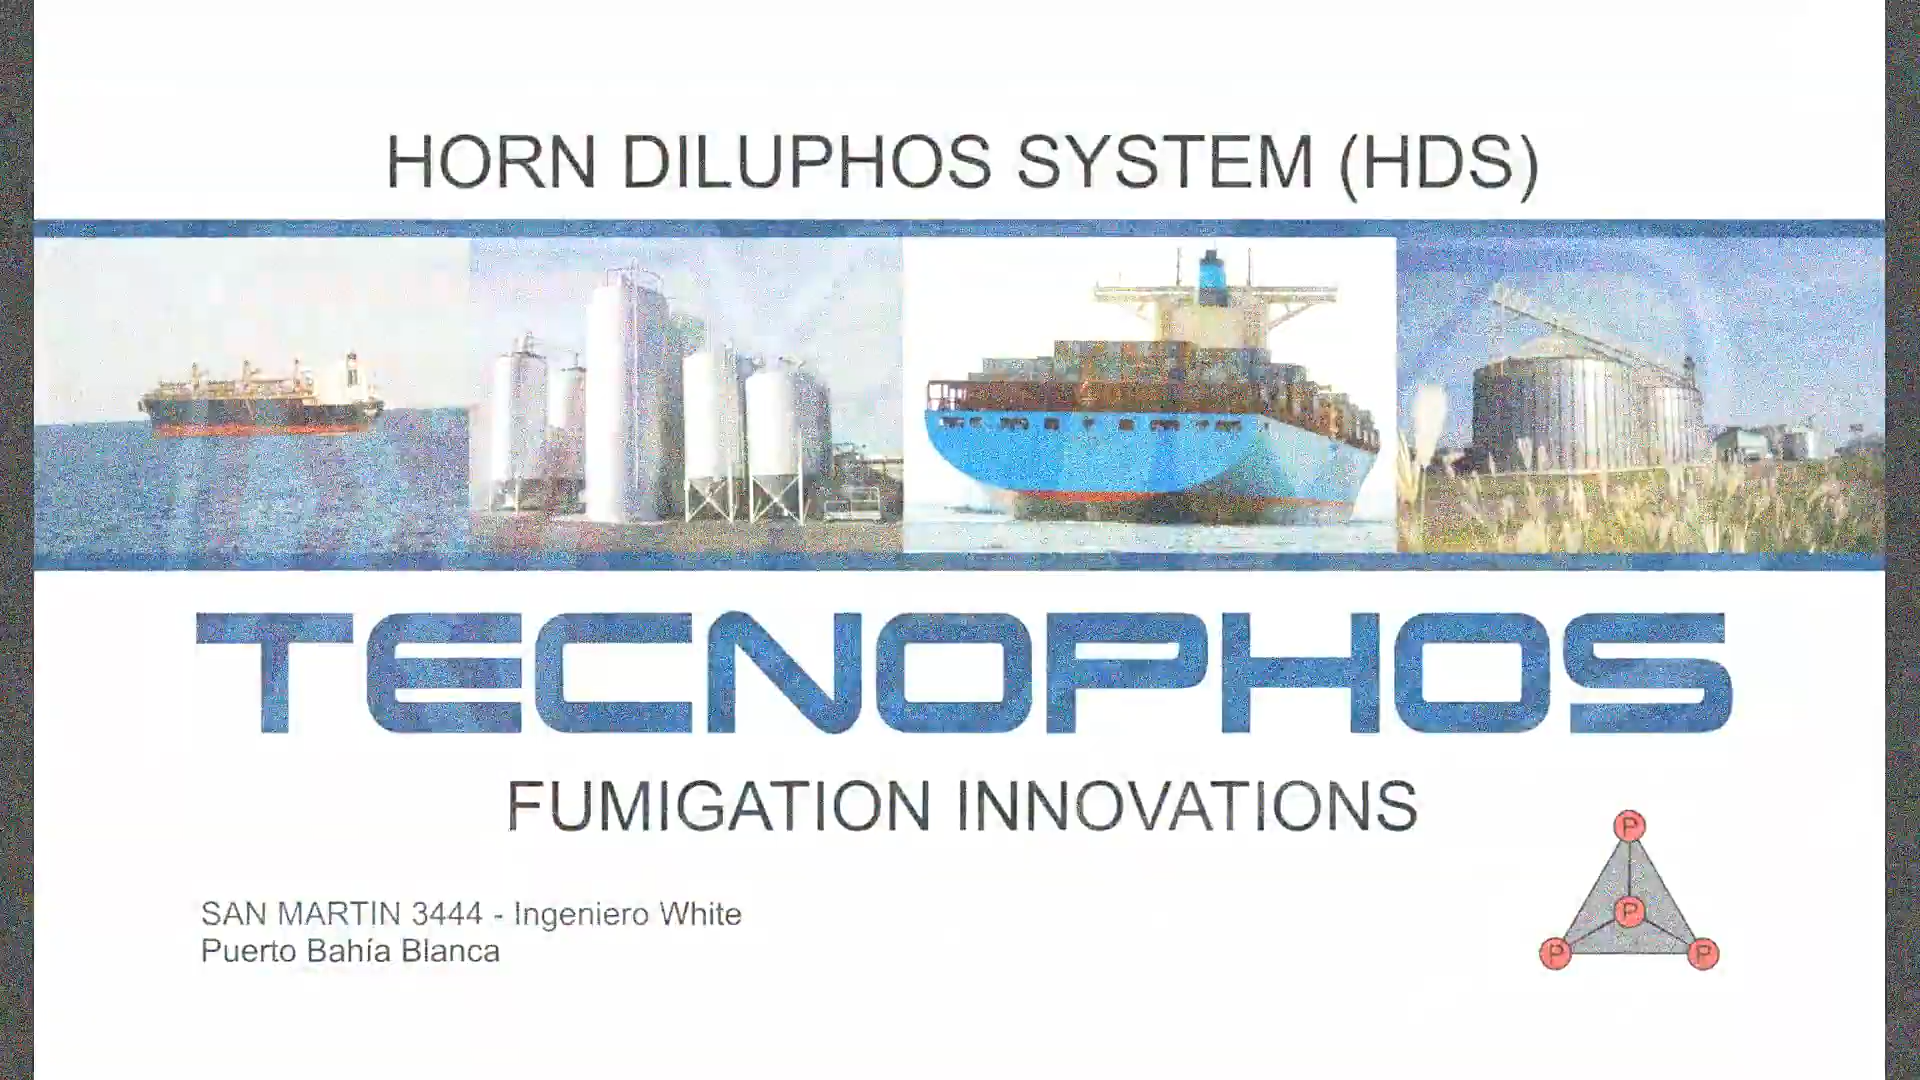 HORN DILUPHOS SYSTEM (HDS)
TECNOPHOS
FUMIGATION INNOVATIONS
SAN MARTIN 3444 - Ingeniero White
Puerto Bahía Blanca
P
P
P
P